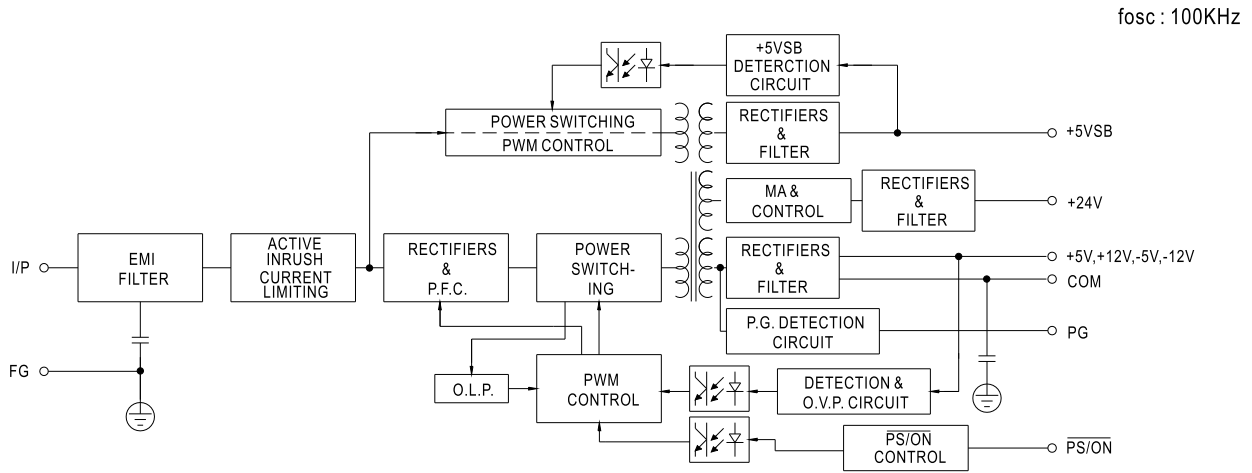 fosc : 100KHz
+5VSB
DETERCTION
CIRCUIT
POWER SWITCHING
PWM CONTROL
RECTIFIERS
&
FILTER
+5VSB
MA &
CONTROL
RECTIFIERS
&
FILTER
+24V
I/P
EMI
FILTER
ACTIVE
INRUSH
CURRENT
LIMITING
RECTIFIERS
&
P.F.C.
POWER
SWITCH-
ING
RECTIFIERS
&
FILTER
+5V,+12V,-5V,-12V
COM
P.G. DETECTION
CIRCUIT
PG
FG
O.L.P.
PWM
CONTROL
DETECTION &
O.V.P. CIRCUIT
PS/ON
CONTROL
PS/ON